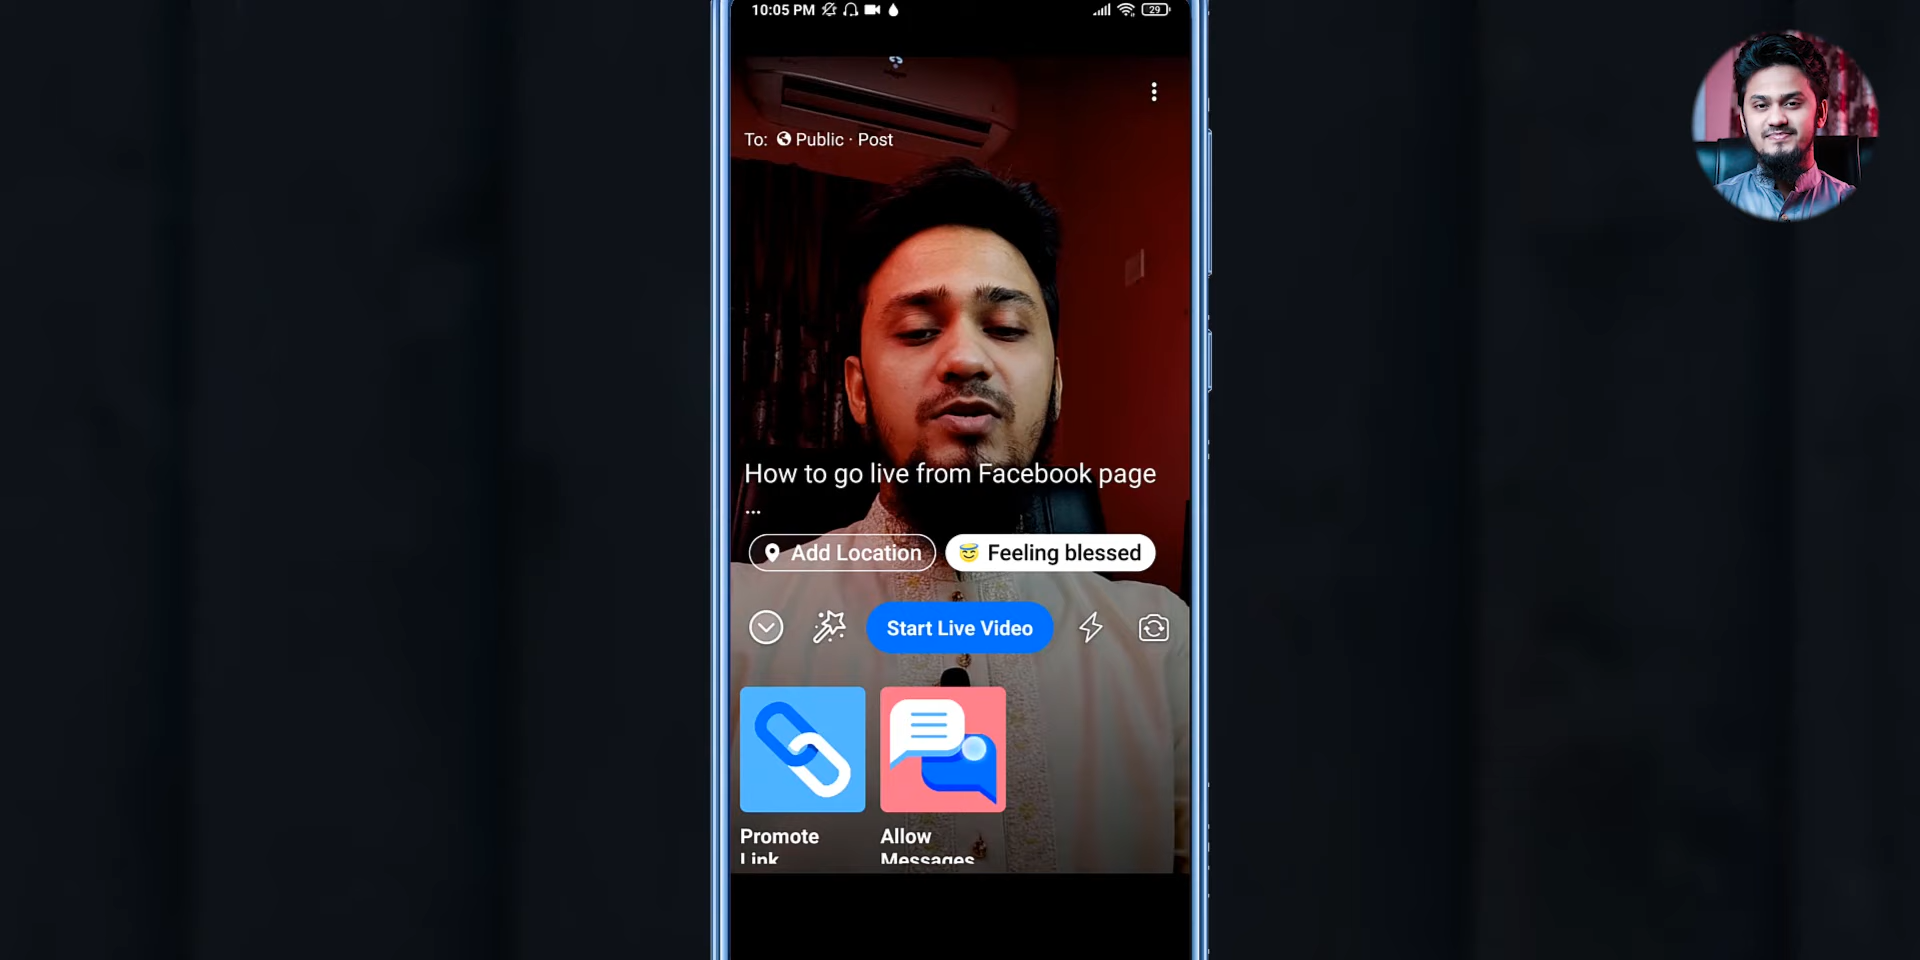 10:05 PM
29
To: Public · Post
How to go live from Facebook page
...
Add Location
Feeling blessed
Start Live Video
Promote
Link
Allow
Messages